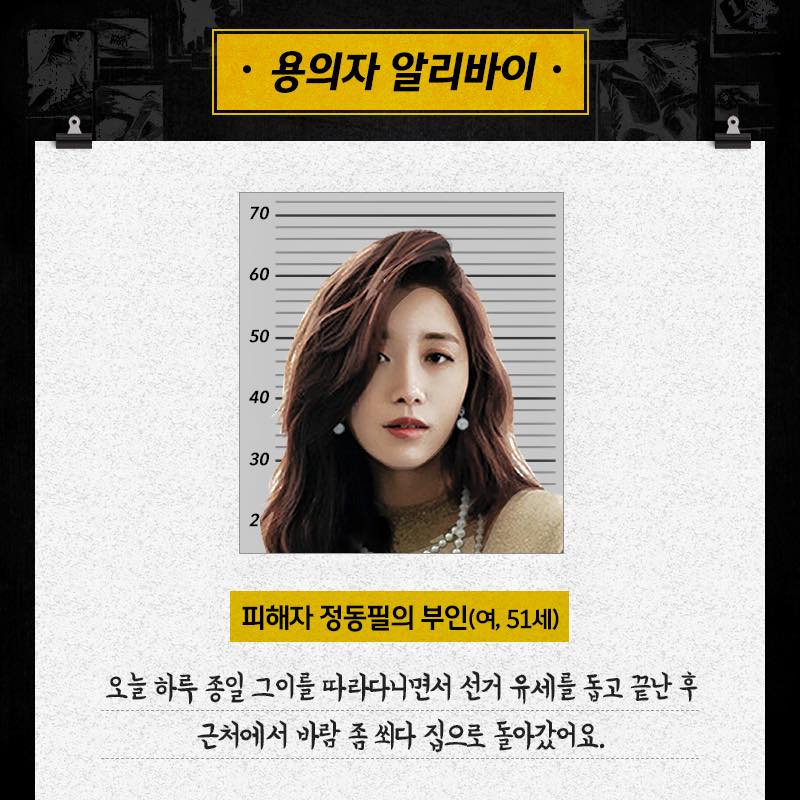 · 용의자 알리바이 ·
70
60
50
40
30
2
피해자 정동필의 부인(여, 51세)
오늘 하루 종일 그이를 따라다니면서 선거 유세를 돕고 끝난 후
근처에서 바람 좀 쐬다 집으로 돌아갔어요.